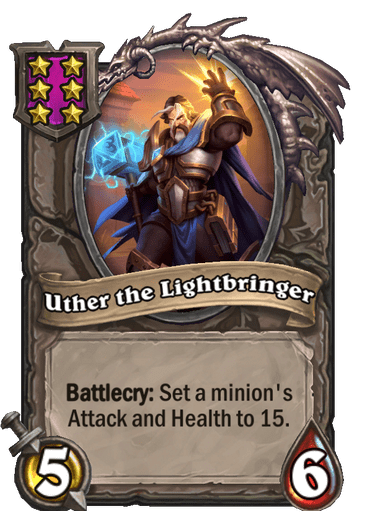 Uther the Lightbringer
Battlecry: Set a minion's
Attack and Health to 15.
5
6